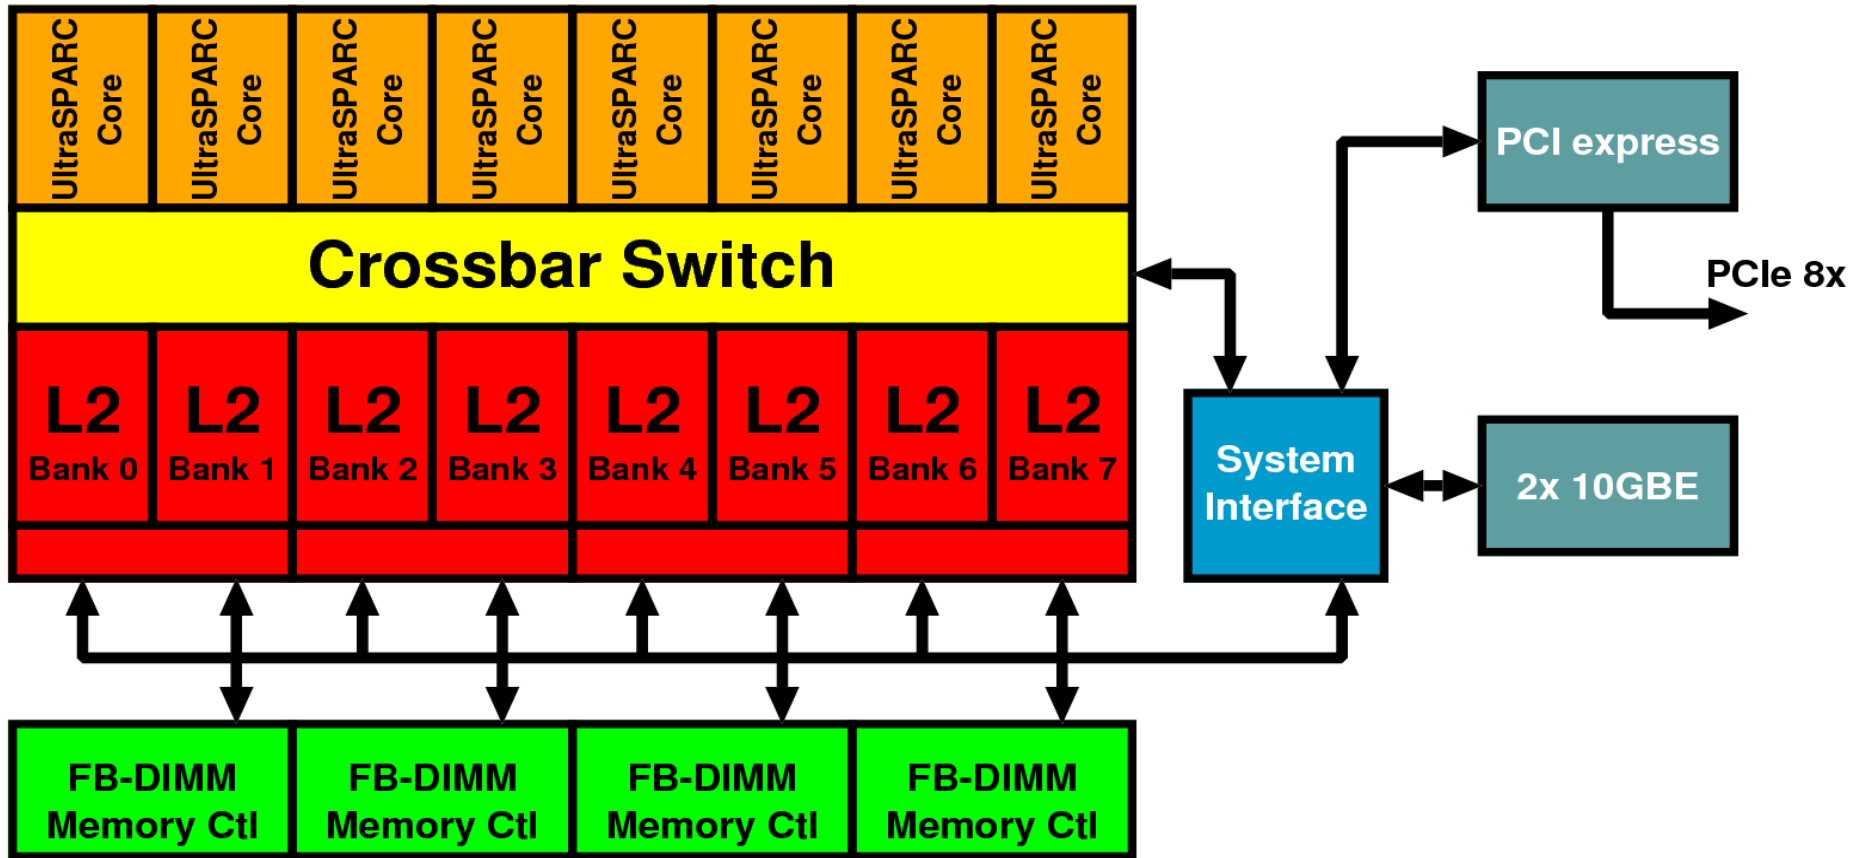 UltraSPARC
Core
UltraSPARC
Core
UltraSPARC
Core
UltraSPARC
Core
UltraSPARC
Core
UltraSPARC
Core
UltraSPARC
Core
UltraSPARC
Core
Crossbar Switch
L2
Bank 0
L2
Bank 1
L2
Bank 2
L2
Bank 3
L2
Bank 4
L2
Bank 5
L2
Bank 6
L2
Bank 7
PCI express
PCIe 8x
System
Interface
2x 10GBE
FB-DIMM
Memory Ctl
FB-DIMM
Memory Ctl
FB-DIMM
Memory Ctl
FB-DIMM
Memory Ctl